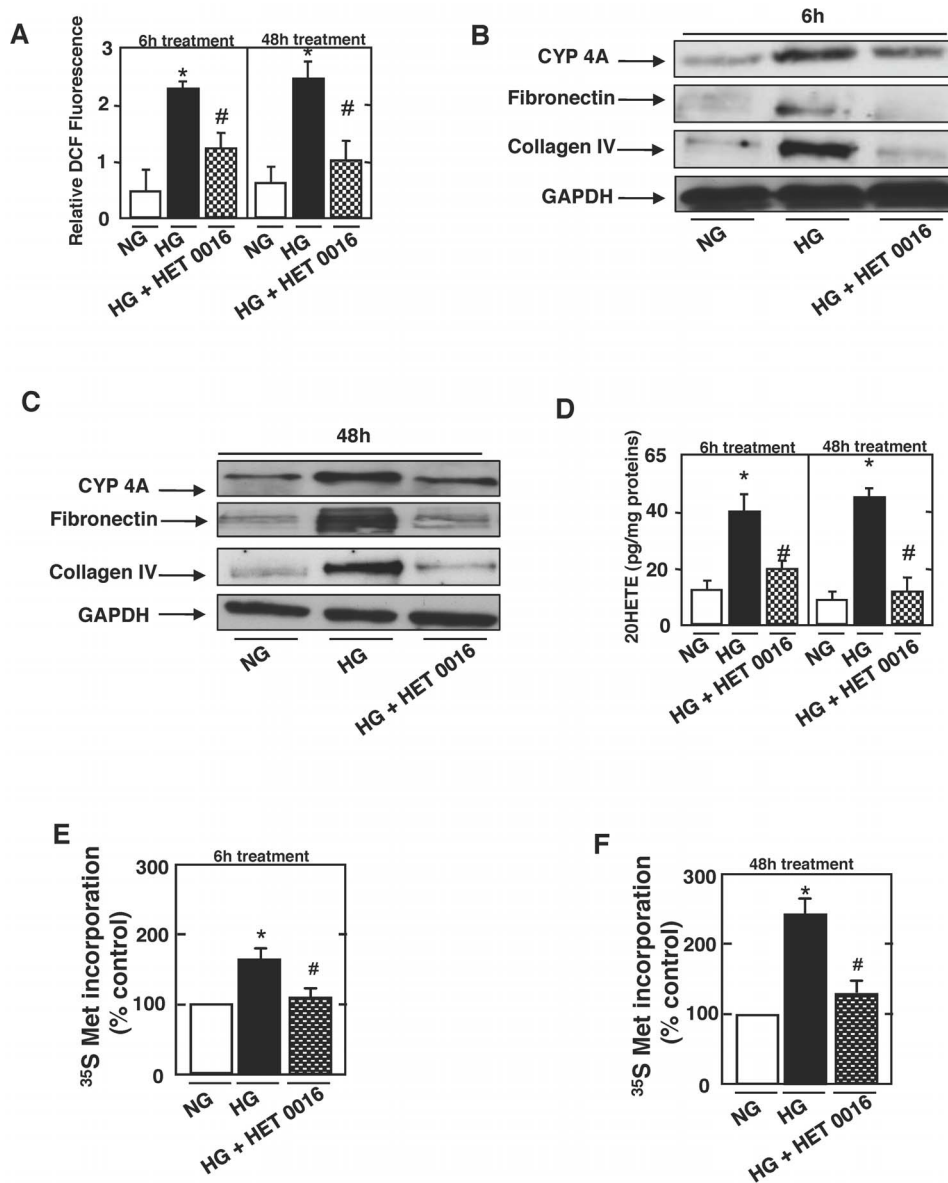 A
6h treatment
48h treatment
Relative DCF Fluorescence
3
2
1
0
*
#
*
#
NG
HG
HG + HET 0016
NG
HG
HG + HET 0016
B
6h
CYP 4A
Fibronectin
Collagen IV
GAPDH
NG
HG
HG + HET 0016
C
48h
CYP 4A
Fibronectin
Collagen IV
GAPDH
NG
HG
HG + HET 0016
D
6h treatment
48h treatment
20HETE (pg/mg proteins)
65
40
20
0
*
#
*
#
NG
HG
HG + HET 0016
NG
HG
HG + HET 0016
E
6h treatment
35S Met incorporation
(% control)
300
200
100
0
*
#
NG
HG
HG + HET 0016
F
48h treatment
35S Met incorporation
(% control)
300
200
100
0
*
#
NG
HG
HG + HET 0016